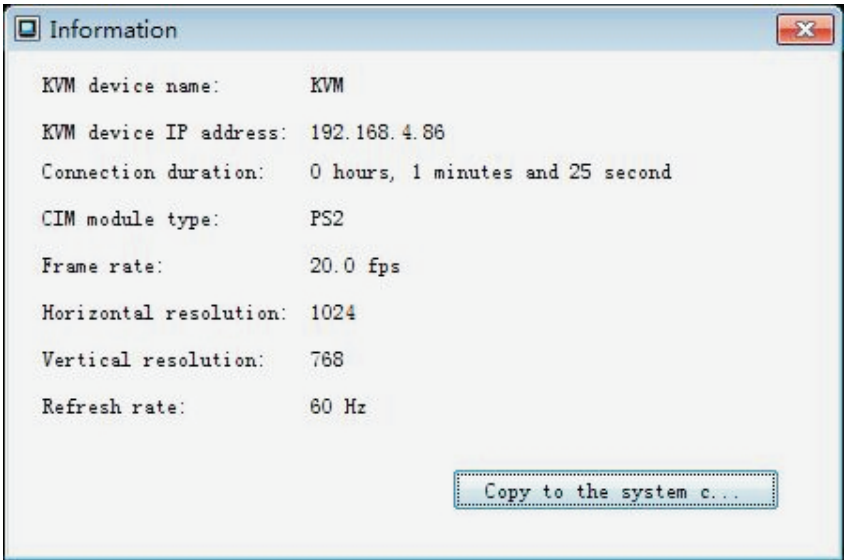 Information
KVM device name: KVM
KVM device IP address: 192.168.4.86
Connection duration: 0 hours, 1 minutes and 25 second
CIM module type: PS2
Frame rate: 20.0 fps
Horizontal resolution: 1024
Vertical resolution: 768
Refresh rate: 60 Hz
Copy to the system c...